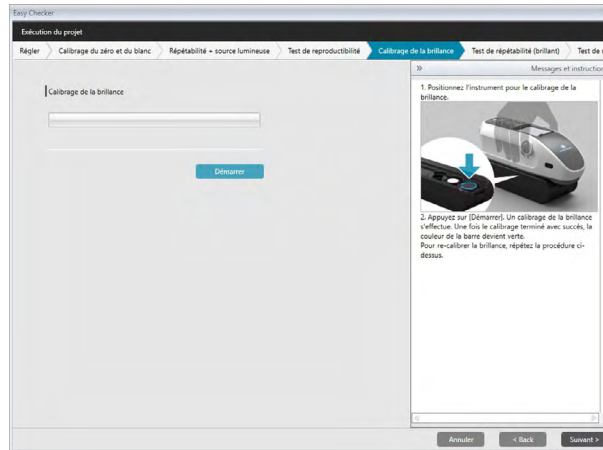 Easy Checker
Exécution du projet
Régler
Calibrage du zéro et du blanc
Répétabilité + source lumineuse
Test de reproductibilité
Calibrage de la brillance
Test de répétabilité (brillant)
Test de
Messages et instruction
Calibrage de la brillance
Démarrer
1. Positionnez l'instrument pour le calibrage de la
brillance.
2. Appuyez sur [Démarrer]. Un calibrage de la brillance
s'effectue. Une fois le calibrage terminé avec succès, la
couleur de la barre devient verte.
Pour re-calibrer la brillance, répétez la procédure ci-
dessus.
Annuler
< Back
Suivant >